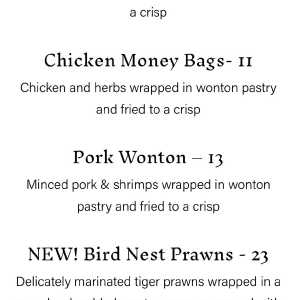 a crisp
Chicken Money Bags- 11
Chicken and herbs wrapped in wonton pastry
and fried to a crisp
Pork Wonton – 13
Minced pork & shrimps wrapped in wonton
pastry and fried to a crisp
NEW! Bird Nest Prawns - 23
Delicately marinated tiger prawns wrapped in a